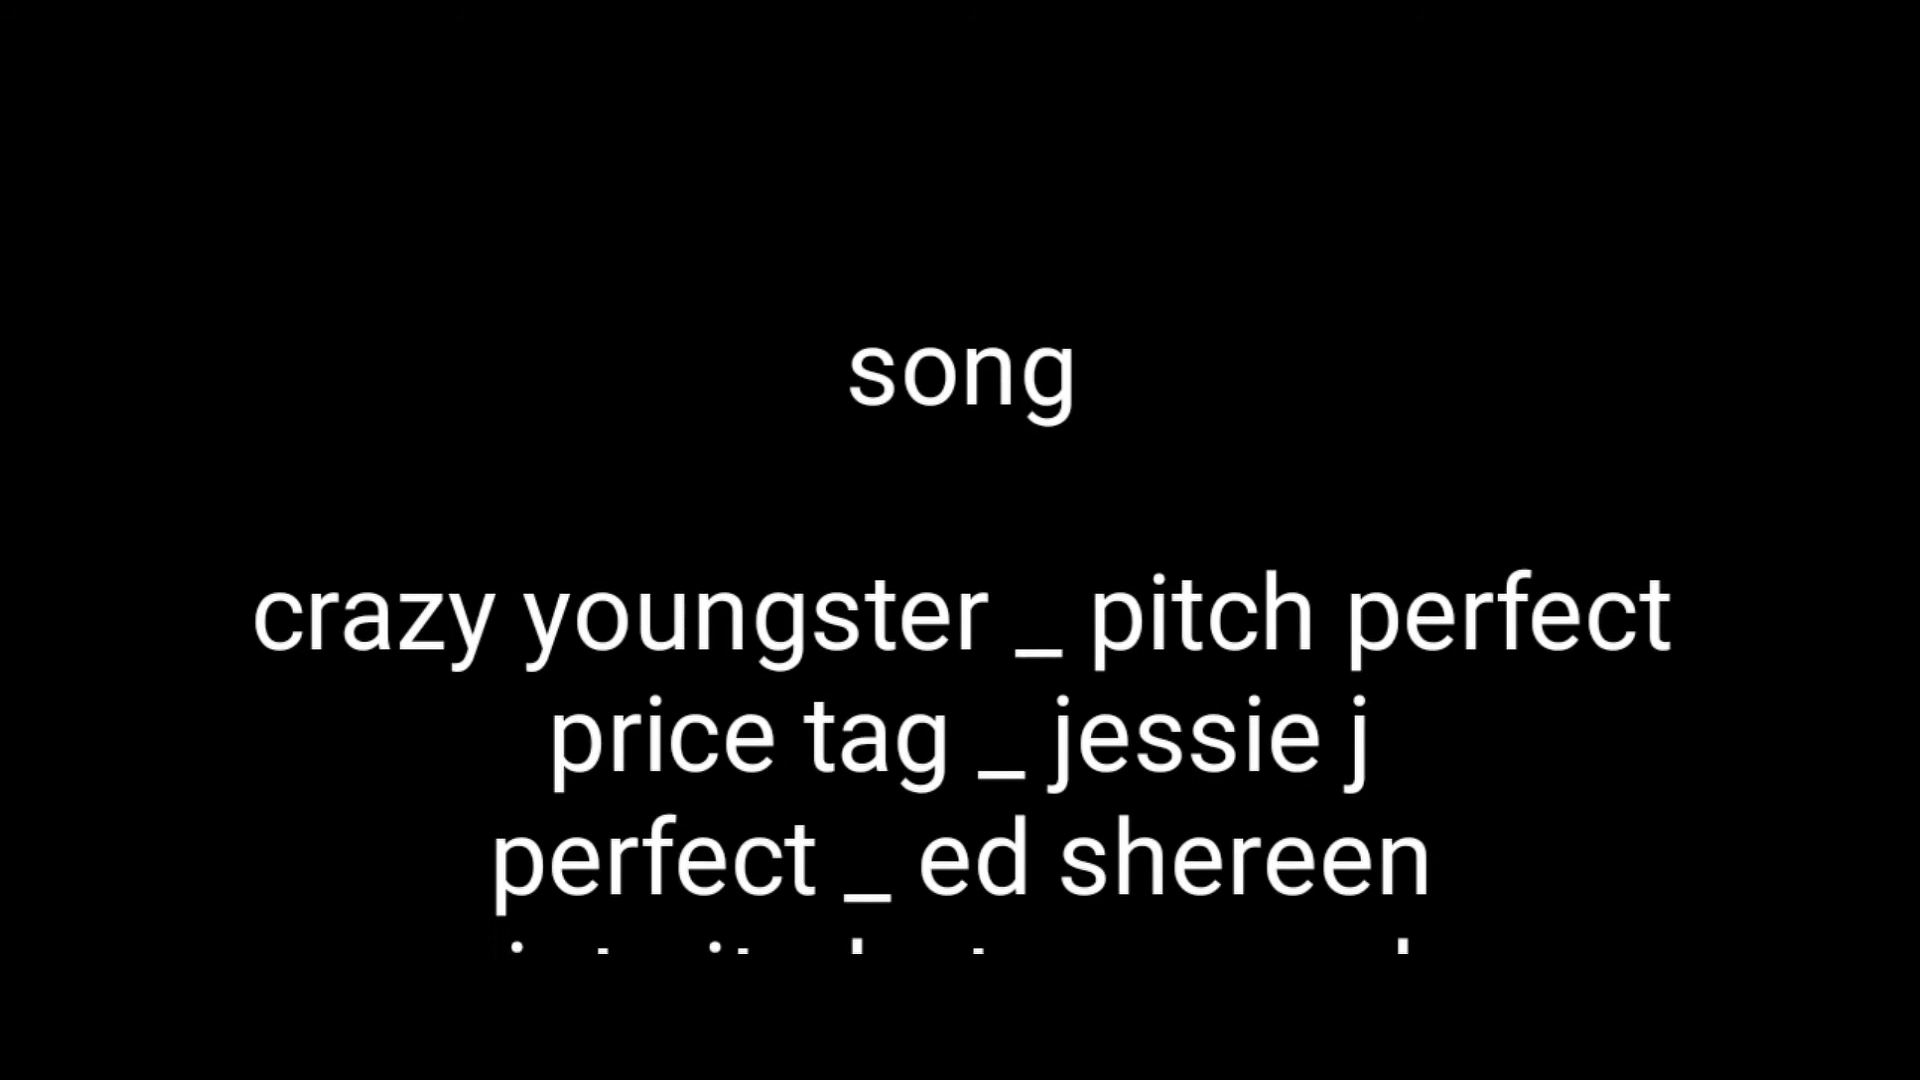 song
crazy youngster _ pitch perfect
price tag _ jessie j
perfect _ ed shereen